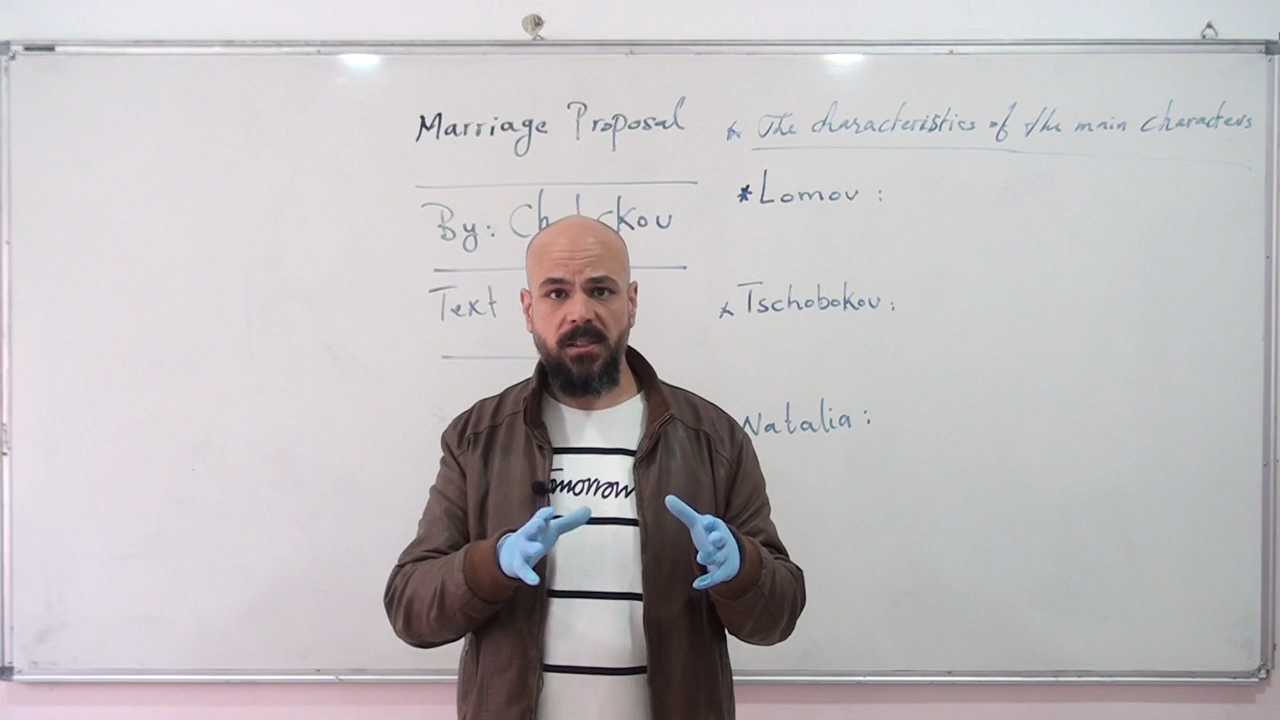 Marriage Proposal
By:
Text
* The characteristics of the main characters
* Lomov :
* Tschobokov :
Natalia :
Tomorrow